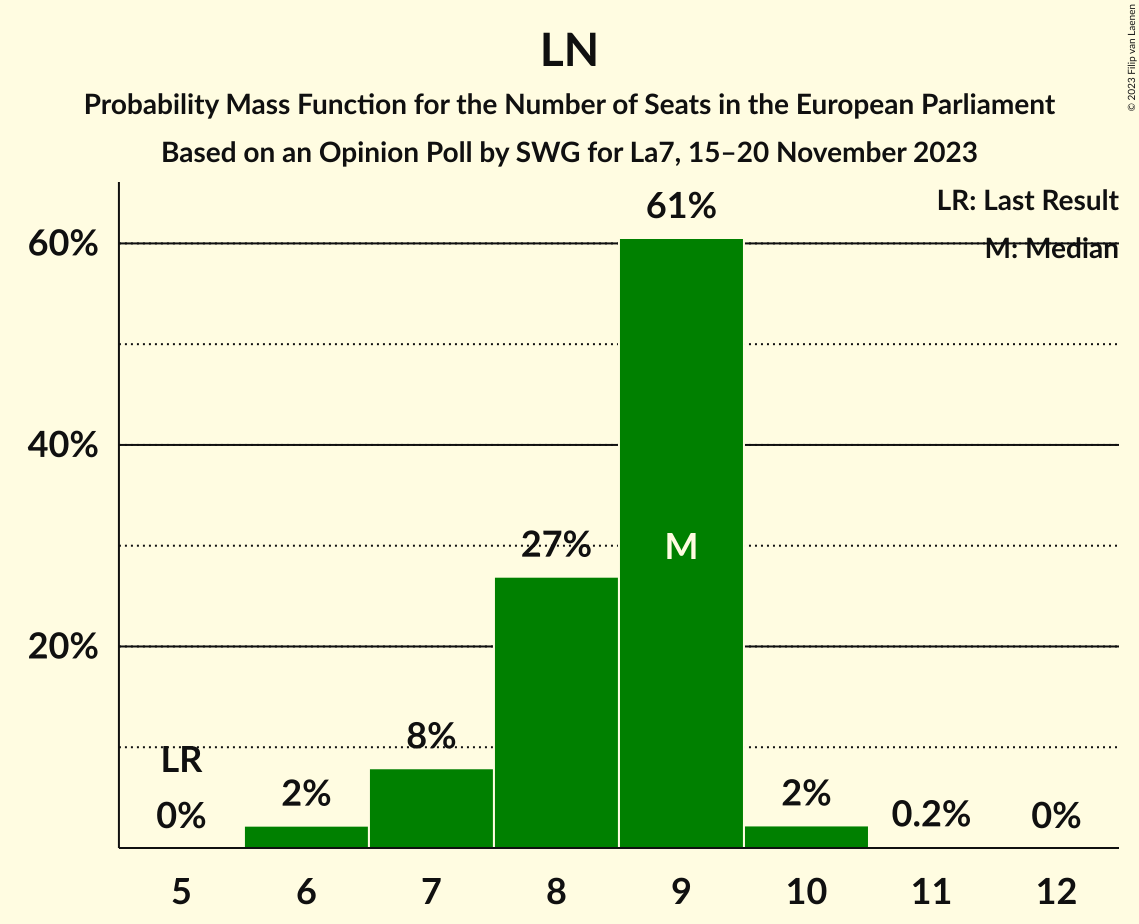 LN
Probability Mass Function for the Number of Seats in the European Parliament
Based on an Opinion Poll by SWG for La7, 15–20 November 2023
© 2023 Filip van Laenen
LR: Last Result
M: Median
61%
60%
40%
27%
M
20%
8%
LR
0%
2%
2%
0.2%
0%
5 6 7 8 9 10 11 12